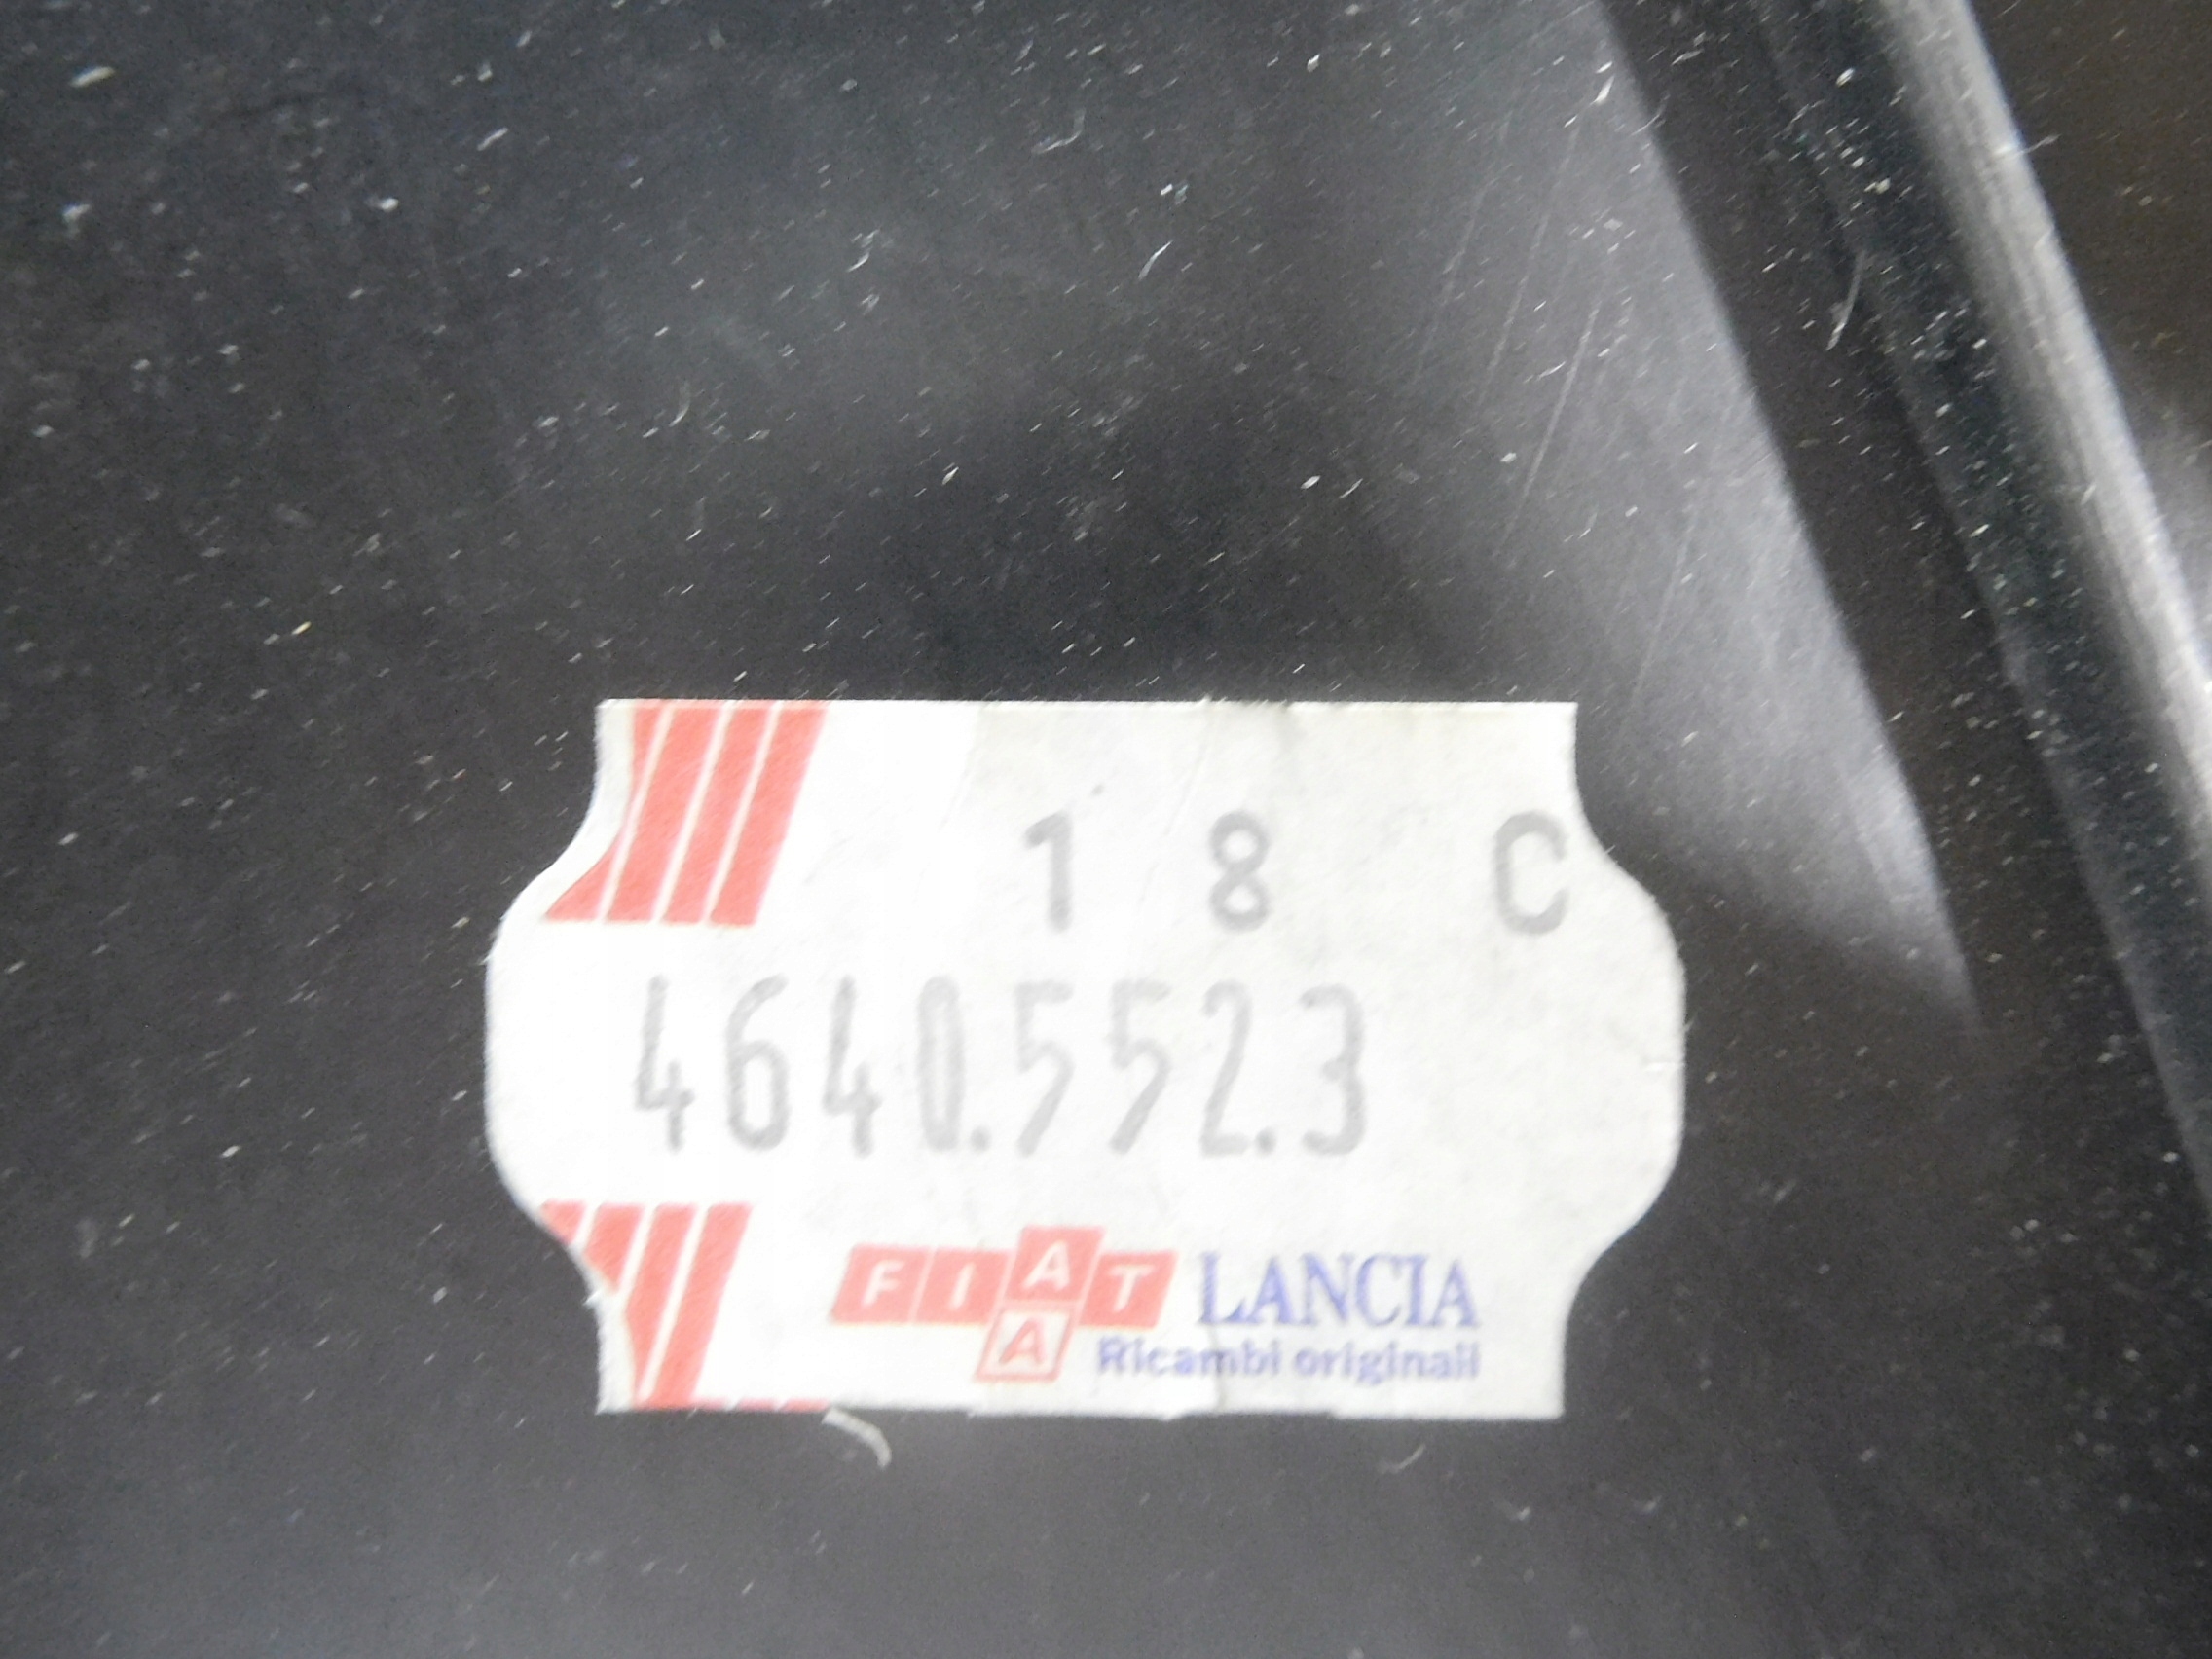 1 8 C
4640.552.3
FIAT LANCIA
A Ricambi originali